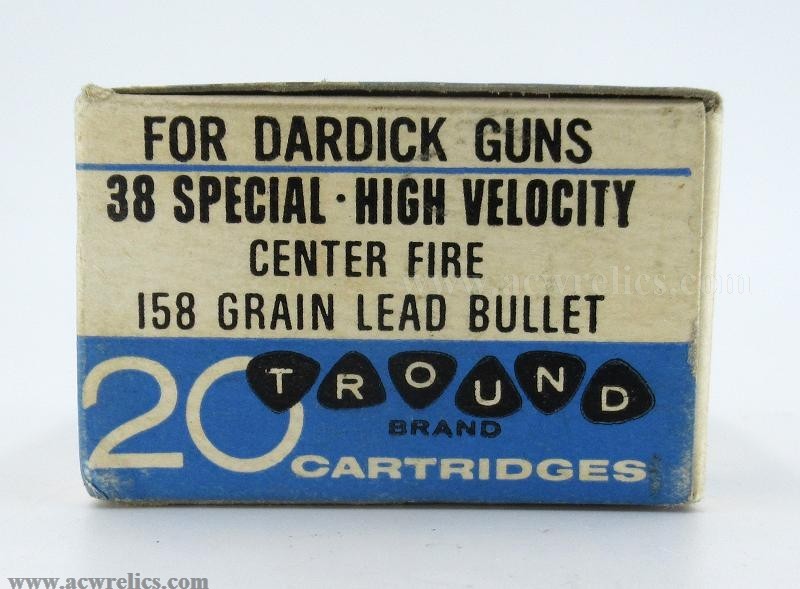 FOR DARDICK GUNS
38 SPECIAL · HIGH VELOCITY
CENTER FIRE
158 GRAIN LEAD BULLET
20 TROUND
BRAND
CARTRIDGES
www.acwrelics.com
www.acwrelics.com